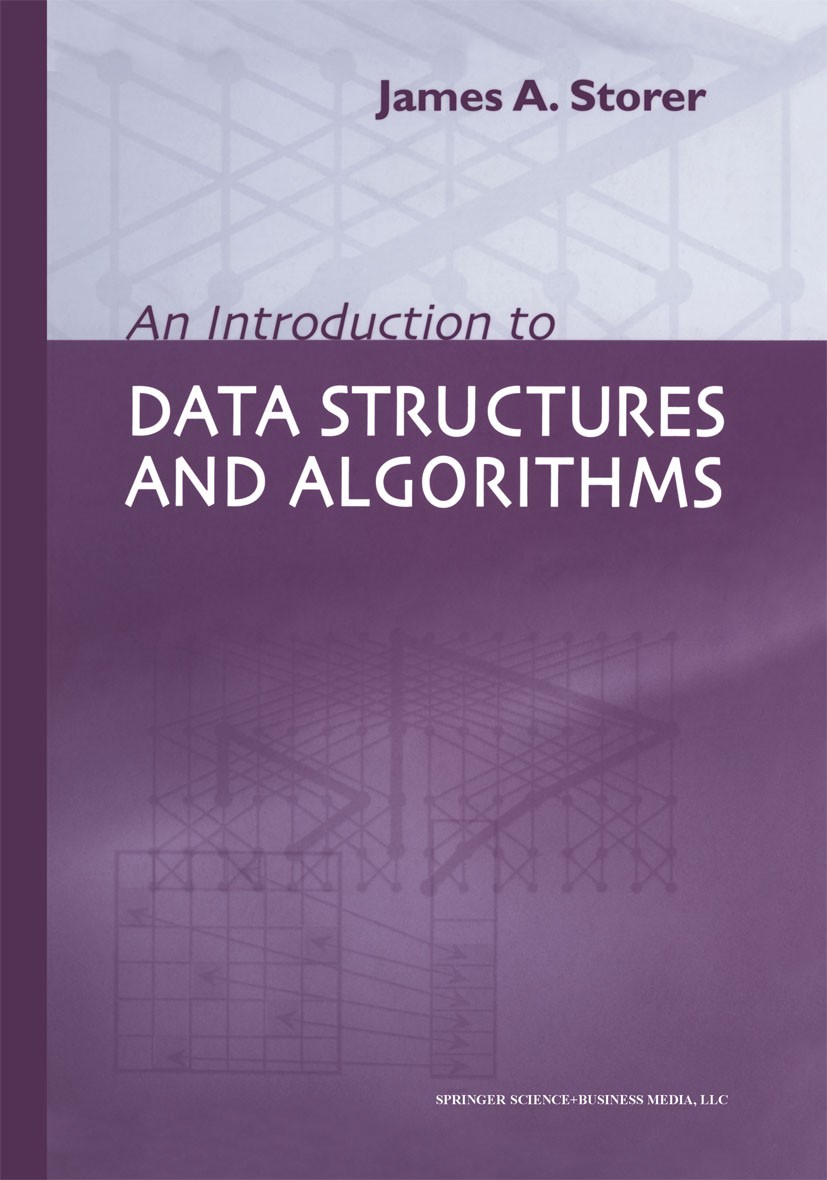 James A. Storer
An Introduction to
DATA STRUCTURES
AND ALGORITHMS
SPRINGER SCIENCE+BUSINESS MEDIA, LLC